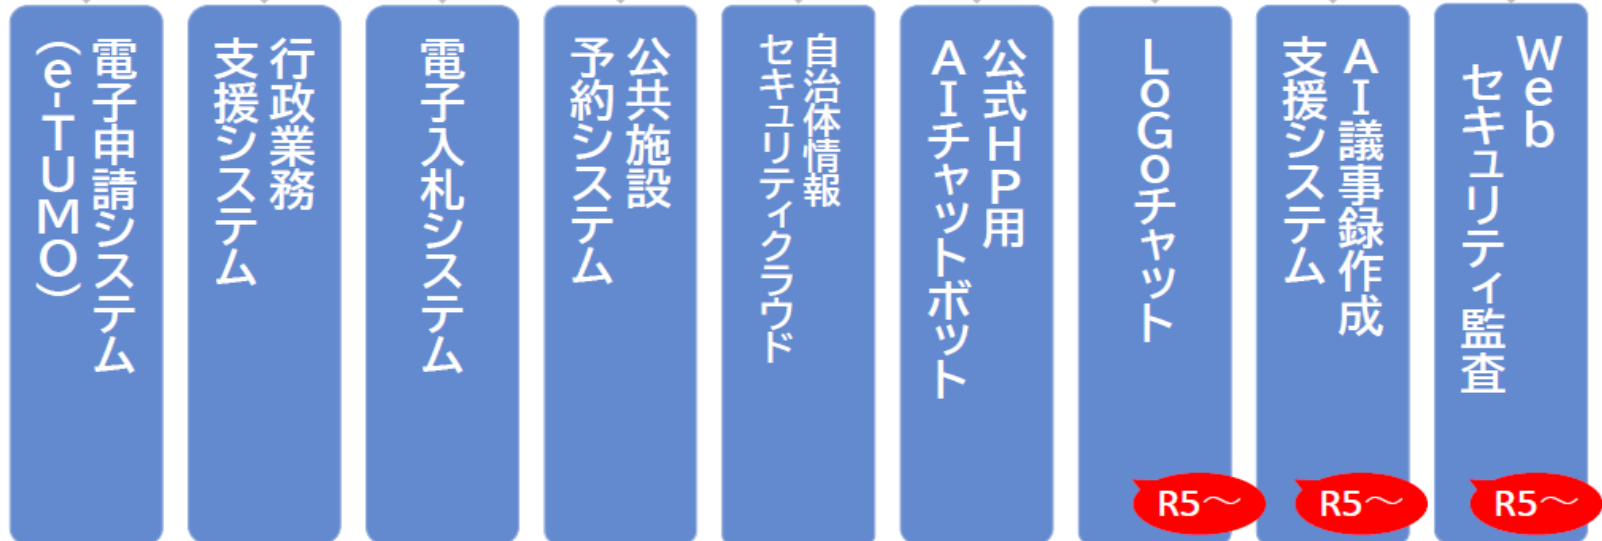 電子申請システム
（e-TUMO）
行政業務
支援システム
電子入札システム
公共施設
予約システム
自治体情報
セキュリティクラウド
公式HP用
AIチャットボット
LoGoチャット
R5～
AI議事録作成
支援システム
R5～
Web
セキュリティ監査
R5～